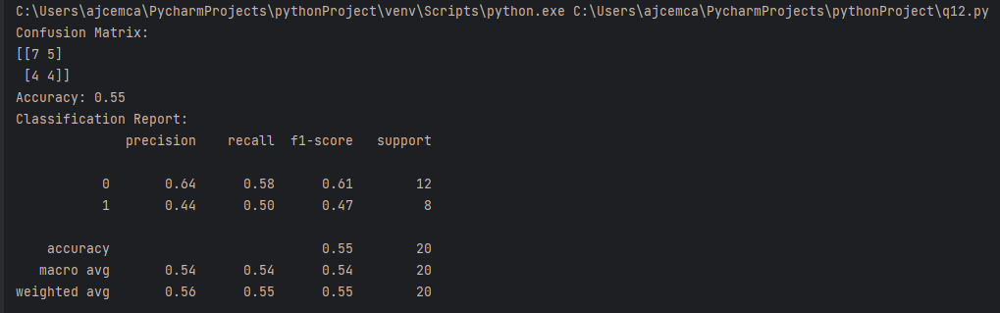 C:\Users\ajcemca\PycharmProjects\pythonProject\venv\Scripts\python.exe C:\Users\ajcemca\PycharmProjects\pythonProject\q12.py
Confusion Matrix:
[[7 5]
 [4 4]]
Accuracy: 0.55
Classification Report:
              precision    recall  f1-score   support
           0       0.64      0.58      0.61        12
           1       0.44      0.50      0.47         8
    accuracy                           0.55        20
   macro avg       0.54      0.54      0.54        20
weighted avg       0.56      0.55      0.55        20